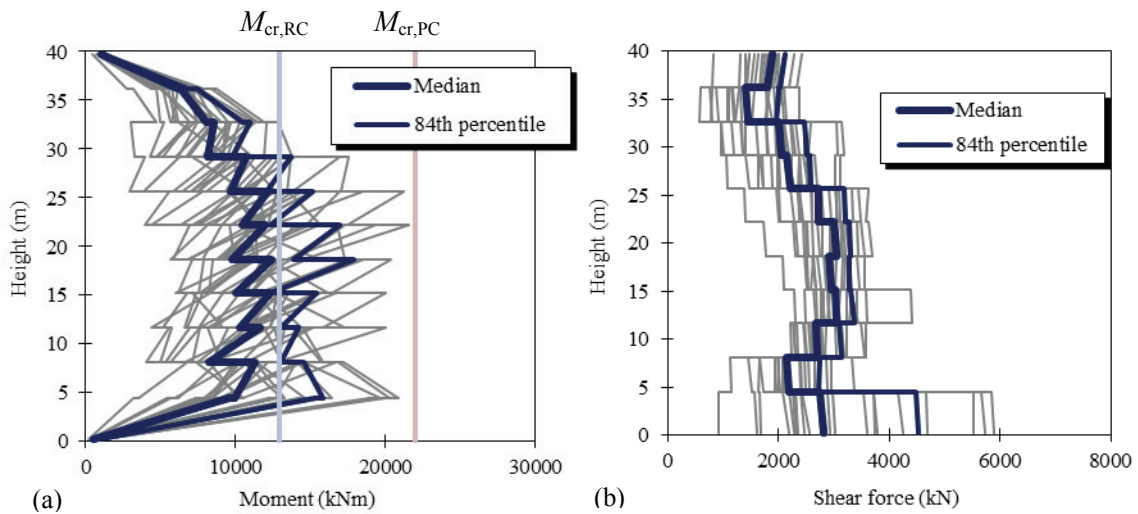 M_cr,RC M_cr,PC
40
35
30
25
20
15
10
5
0
Height (m)
Median
84th percentile
0 10000 20000 30000
Moment (kNm)
(a)
40
35
30
25
20
15
10
5
0
Height (m)
Median
84th percentile
0 2000 4000 6000 8000
Shear force (kN)
(b)